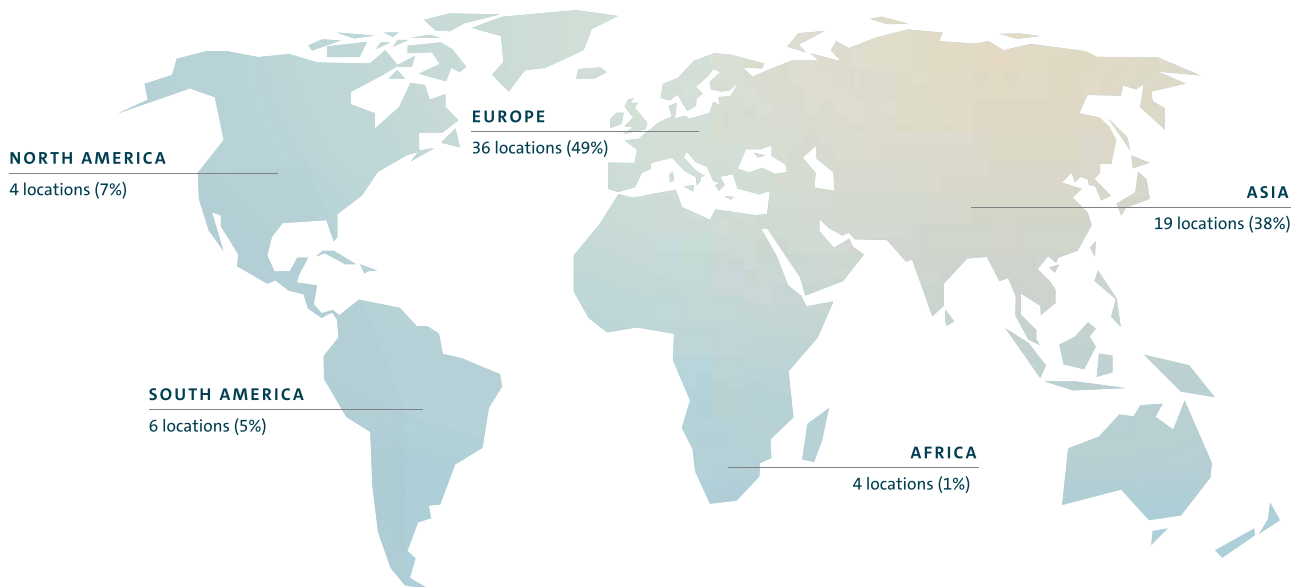 EUROPE
36 locations (49%)
NORTH AMERICA
4 locations (7%)
ASIA
19 locations (38%)
SOUTH AMERICA
6 locations (5%)
AFRICA
4 locations (1%)